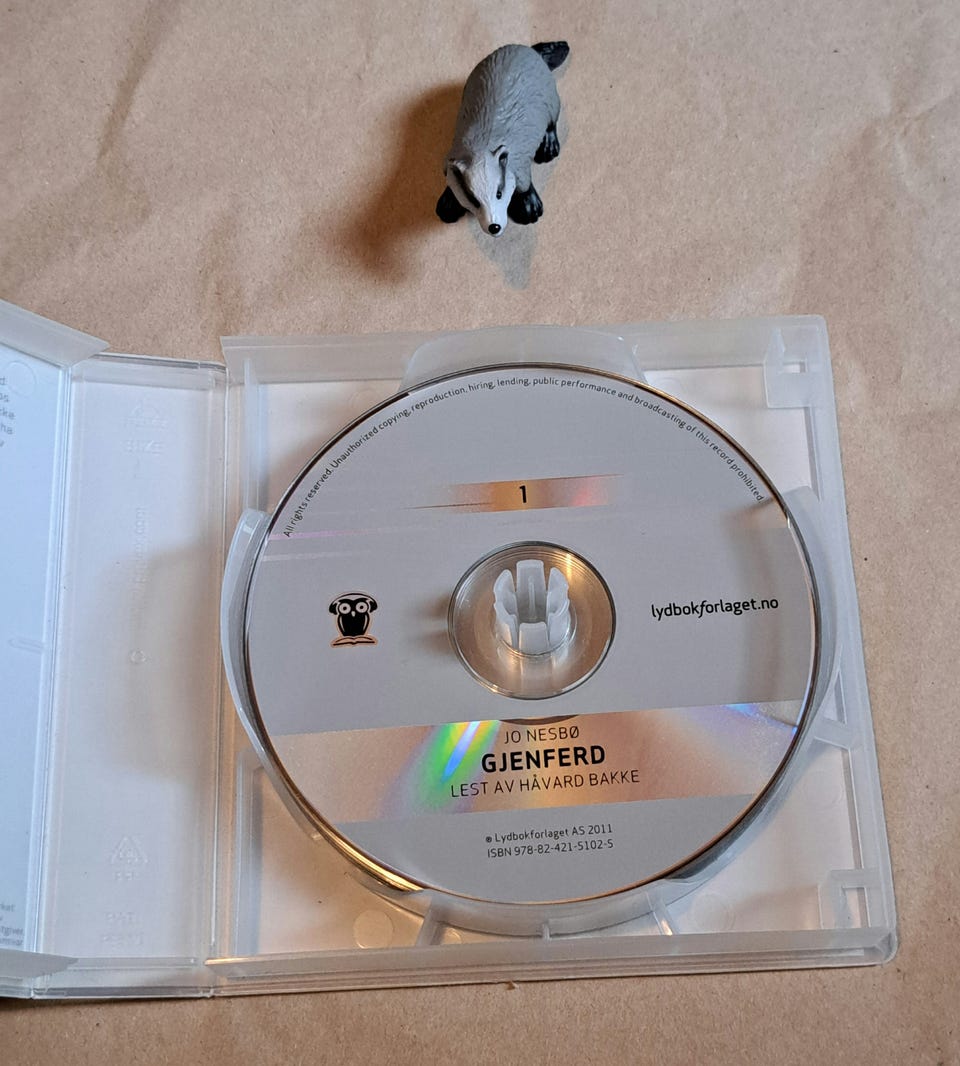 All rights reserved. Unauthorized copying, reproduction, hiring, lending, public performance and broadcasting of this record prohibited.
1
lydbokforlaget.no
JO NESBØ
GJENFERD
LEST AV HÅVARD BAKKE
℗ Lydbokforlaget AS 2011
ISBN 978-82-421-5102-5